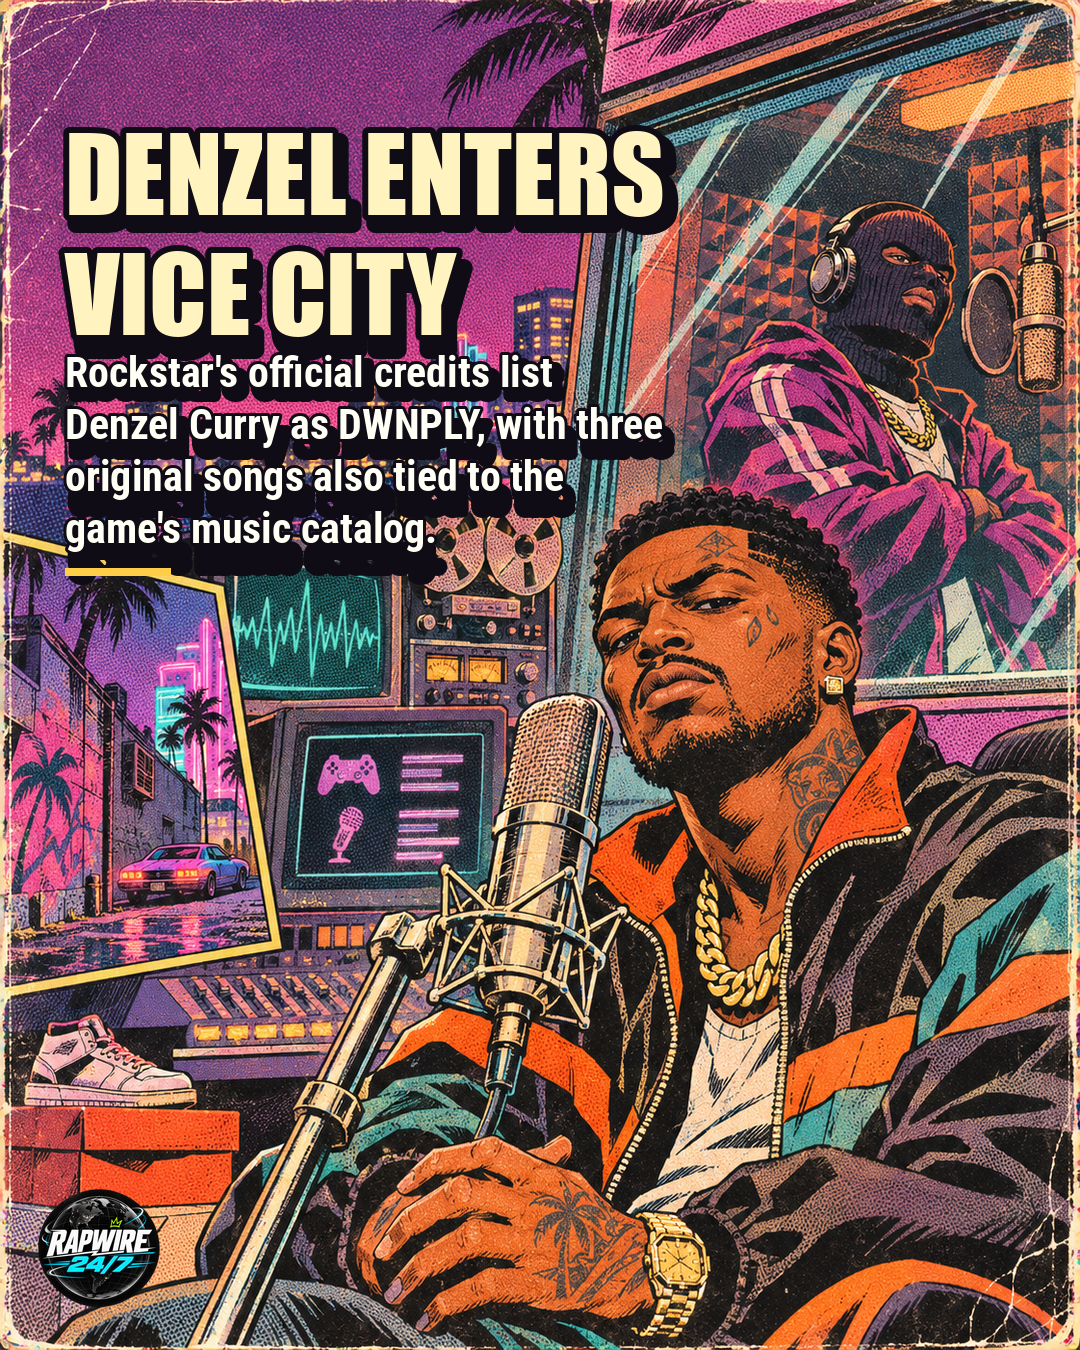 DENZEL ENTERS
VICE CITY
Rockstar's official credits list
Denzel Curry as DWNPLY, with three
original songs also tied to the
game's music catalog.
RAPWIRE
24/7